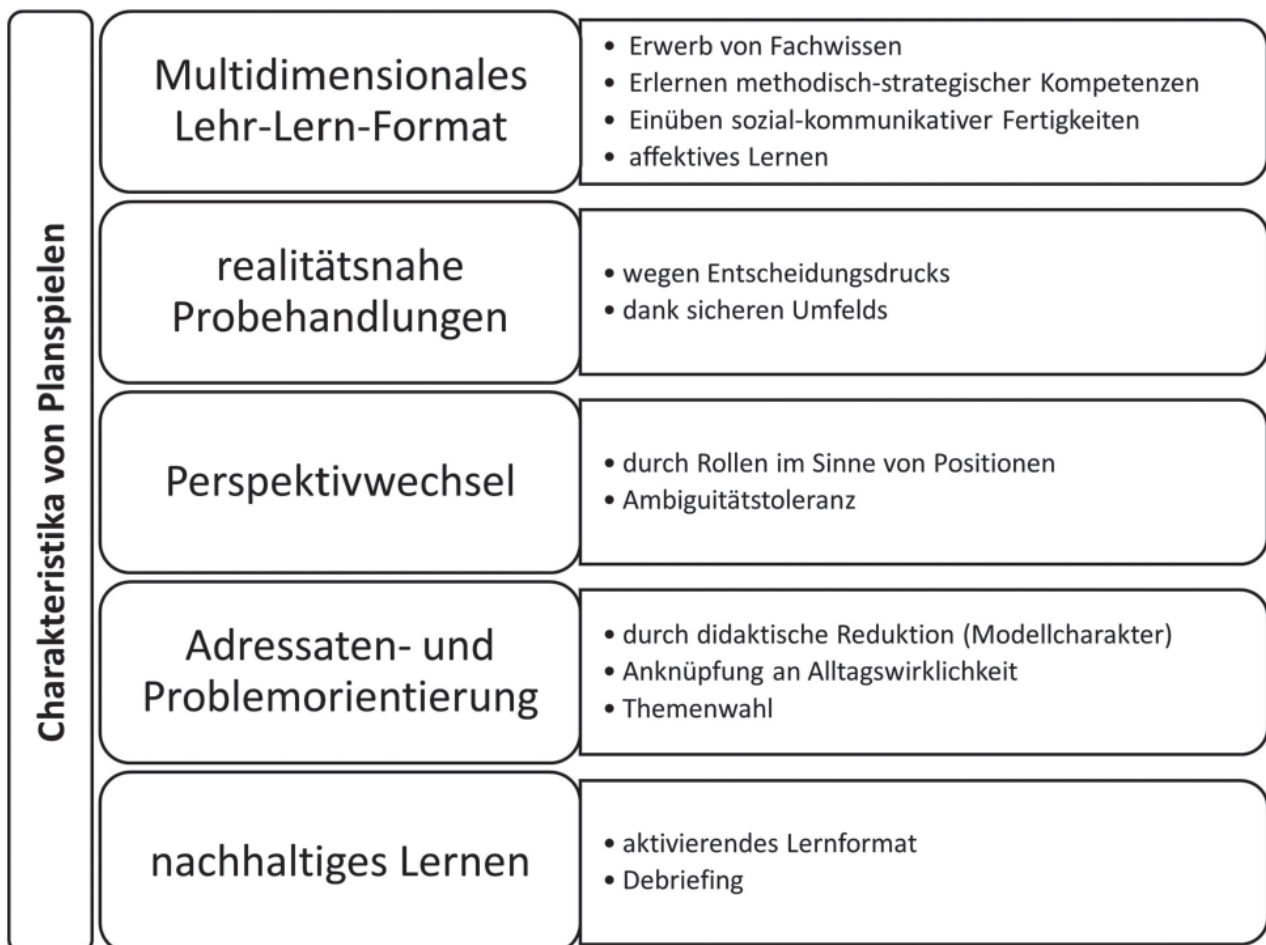 Charakteristika von Planspielen
Multidimensionales
Lehr-Lern-Format
• Erwerb von Fachwissen
• Erlernen methodisch-strategischer Kompetenzen
• Einüben sozial-kommunikativer Fertigkeiten
• affektives Lernen
realitätsnahe
Probehandlungen
• wegen Entscheidungsdrucks
• dank sicheren Umfelds
Perspektivwechsel
• durch Rollen im Sinne von Positionen
• Ambiguitätstoleranz
Adressaten- und
Problemorientierung
• durch didaktische Reduktion (Modellcharakter)
• Anknüpfung an Alltagswirklichkeit
• Themenwahl
nachhaltiges Lernen
• aktivierendes Lernformat
• Debriefing